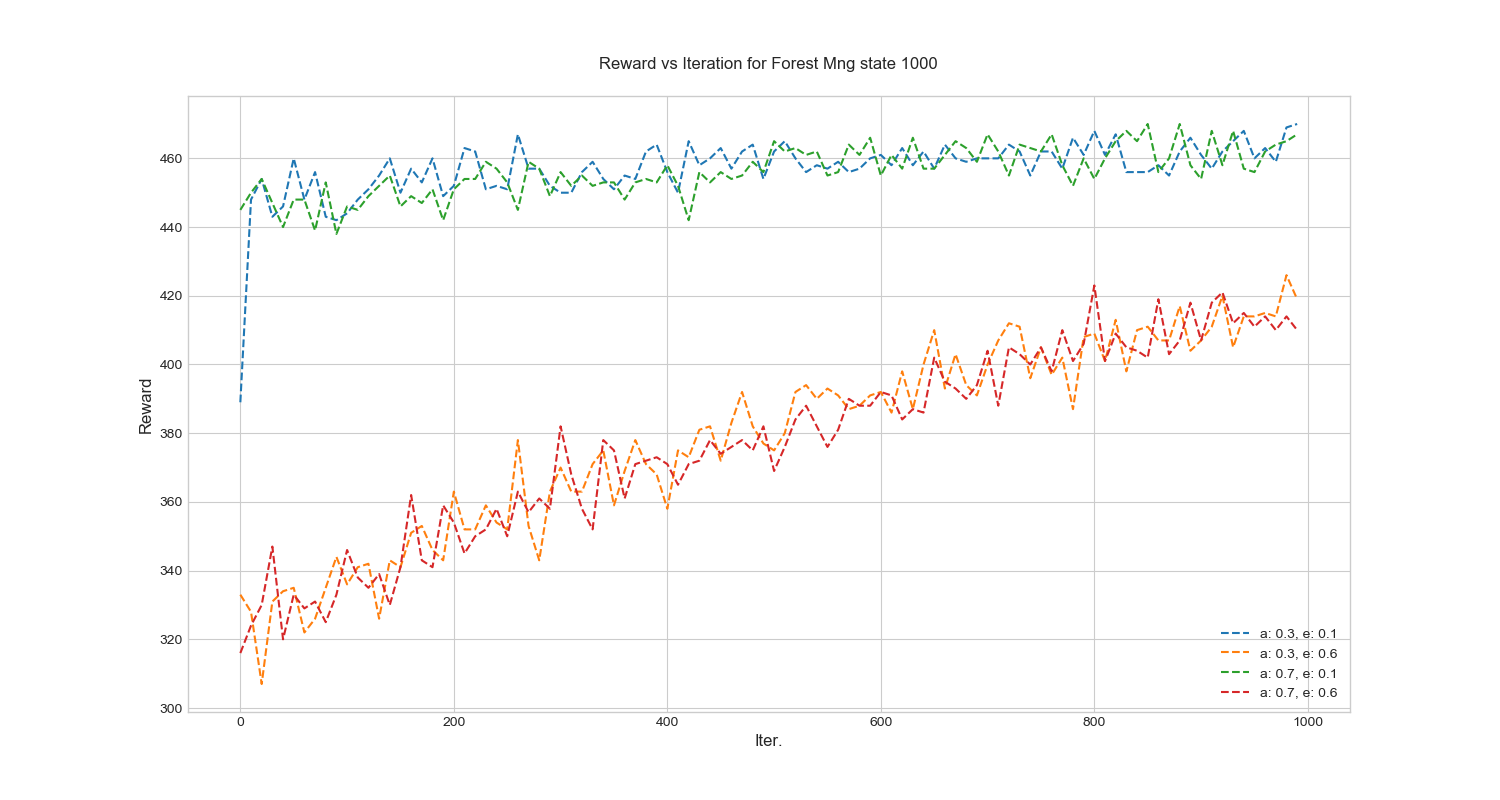 Reward vs Iteration for Forest Mng state 1000
Reward
460
440
420
400
380
360
340
320
300
a: 0.3, e: 0.1
a: 0.3, e: 0.6
a: 0.7, e: 0.1
a: 0.7, e: 0.6
0 200 400 600 800 1000
Iter.